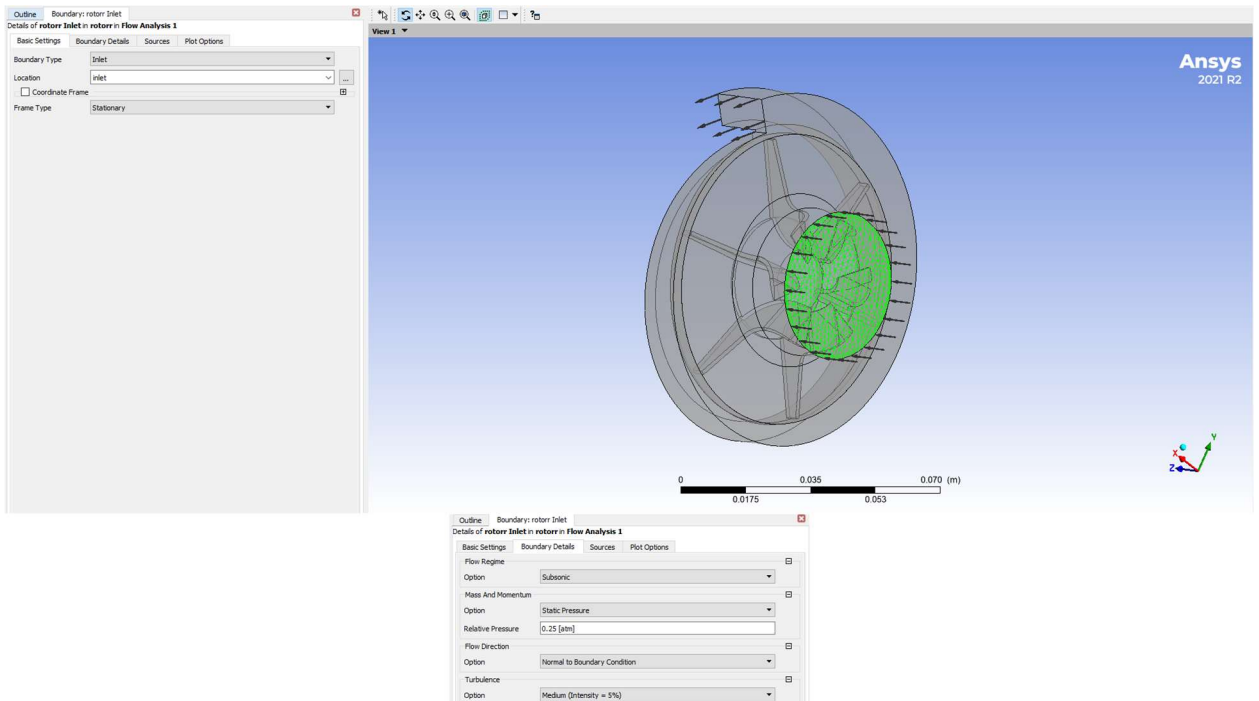 Outline Boundary: rotorr Inlet
Details of rotorr Inlet in rotorr in Flow Analysis 1
Basic Settings Boundary Details Sources Plot Options
Boundary Type Inlet
Location inlet ...
Coordinate Frame
Frame Type Stationary
View 1
Ansys
2021 R2
Y
X
Z
0 0.035 0.070 (m)
0.0175 0.053
Outline Boundary: rotorr Inlet
Details of rotorr Inlet in rotorr in Flow Analysis 1
Basic Settings Boundary Details Sources Plot Options
Flow Regime
Option Subsonic
Mass And Momentum
Option Static Pressure
Relative Pressure 0.25 [atm]
Flow Direction
Option Normal to Boundary Condition
Turbulence
Option Medium (Intensity = 5%)